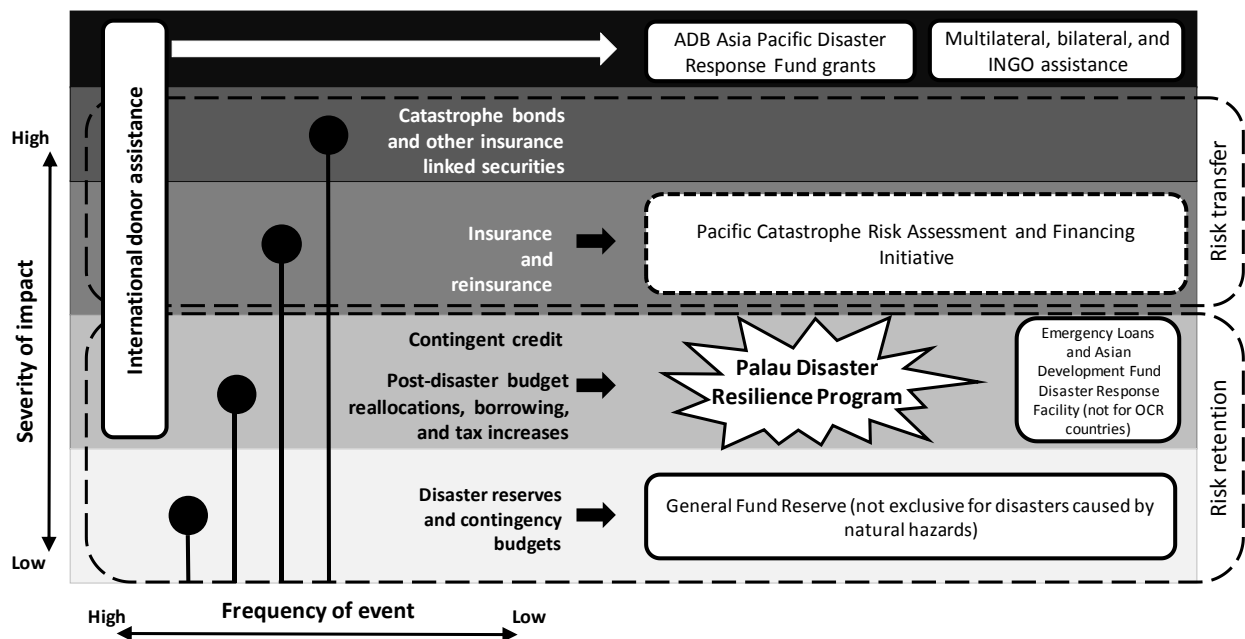 ADB Asia Pacific Disaster
Response Fund grants
Multilateral, bilateral, and
INGO assistance
International donor assistance
High
Severity of impact
Low
Catastrophe bonds
and other insurance
linked securities
Risk transfer
Insurance
and
reinsurance
Pacific Catastrophe Risk Assessment and Financing
Initiative
Contingent credit
Post-disaster budget
reallocations, borrowing,
and tax increases
Palau Disaster
Resilience Program
Emergency Loans
and Asian
Development Fund
Disaster Response
Facility (not for OCR
countries)
Risk retention
Disaster reserves
and contingency
budgets
General Fund Reserve (not exclusive for disasters caused by
natural hazards)
High
Frequency of event
Low